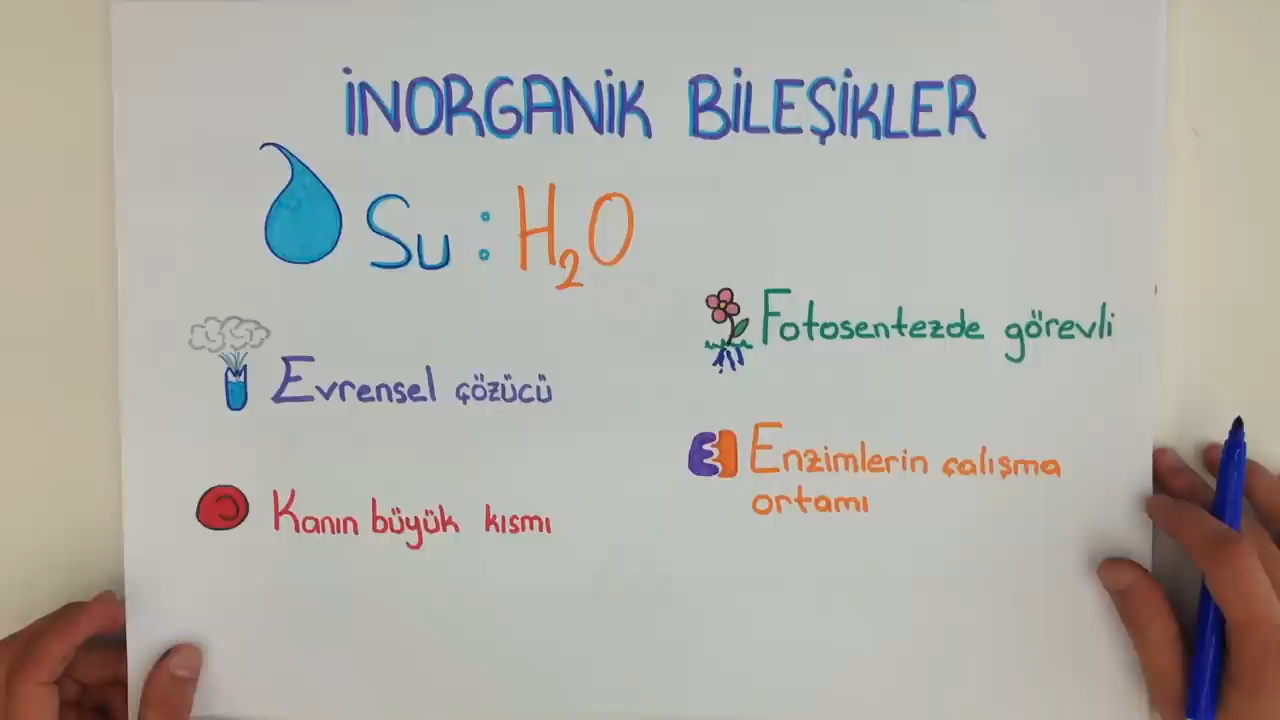 İNORGANİK BİLEŞİKLER
Su : H₂O
Evrensel çözücü
Kanın büyük kısmı
Fotosentezde görevli
Enzimlerin çalışma
ortamı